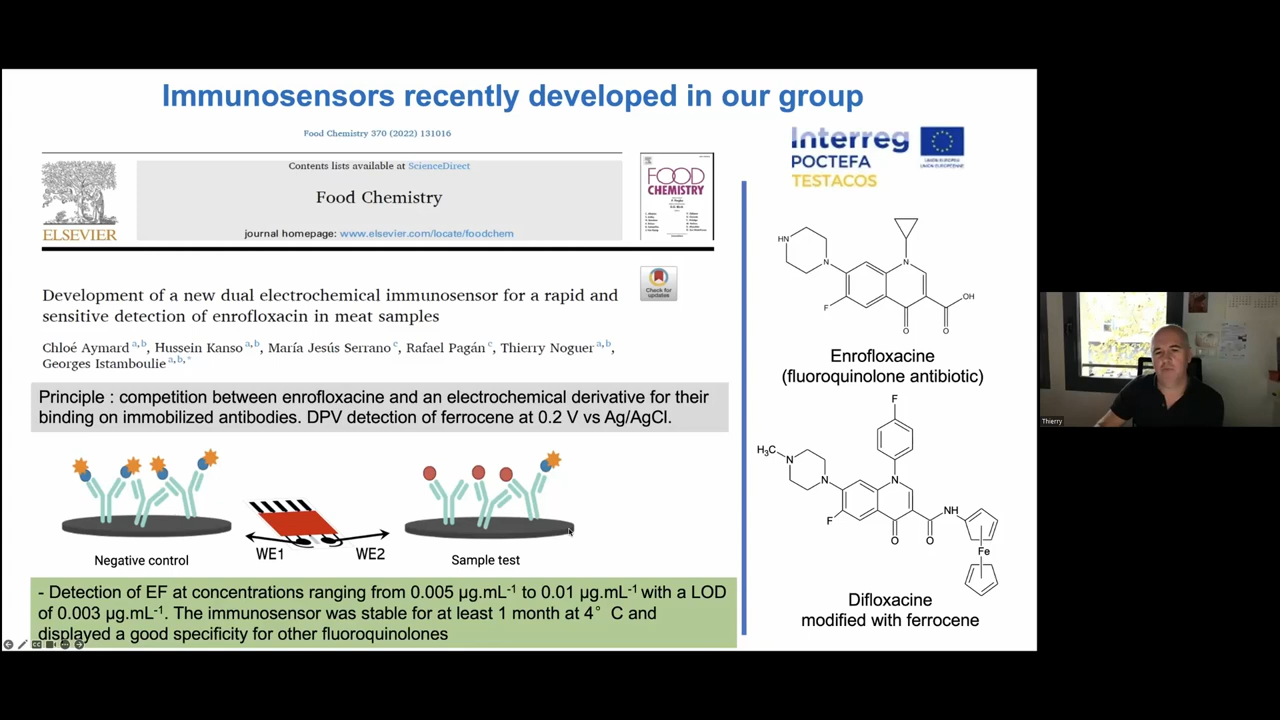 Immunosensors recently developed in our group
Food Chemistry 370 (2022) 131016
Contents lists available at ScienceDirect
Food Chemistry
journal homepage: www.elsevier.com/locate/foodchem
ELSEVIER
FOOD
CHEMISTRY
Check for
updates
Development of a new dual electrochemical immunosensor for a rapid and
sensitive detection of enrofloxacin in meat samples
Chloé Aymard a,b, Hussein Kanso a,b, María Jesús Serrano c, Rafael Pagán c, Thierry Noguer a,b,
Georges Istamboulie a,b,*
Principle : competition between enrofloxacine and an electrochemical derivative for their
binding on immobilized antibodies. DPV detection of ferrocene at 0.2 V vs Ag/AgCl.
WE1
WE2
Negative control
Sample test
- Detection of EF at concentrations ranging from 0.005 µg.mL-1 to 0.01 µg.mL-1 with a LOD
of 0.003 µg.mL-1. The immunosensor was stable for at least 1 month at 4° C and
displayed a good specificity for other fluoroquinolones
Interreg
POCTEFA
TESTACOS
UNION EUROPEA
UNION EUROPÉENNE
HN
N
N
F
O
O
OH
Enrofloxacine
(fluoroquinolone antibiotic)
F
H3C
N
N
N
F
O
O
NH
Fe
Difloxacine
modified with ferrocene
Thierry